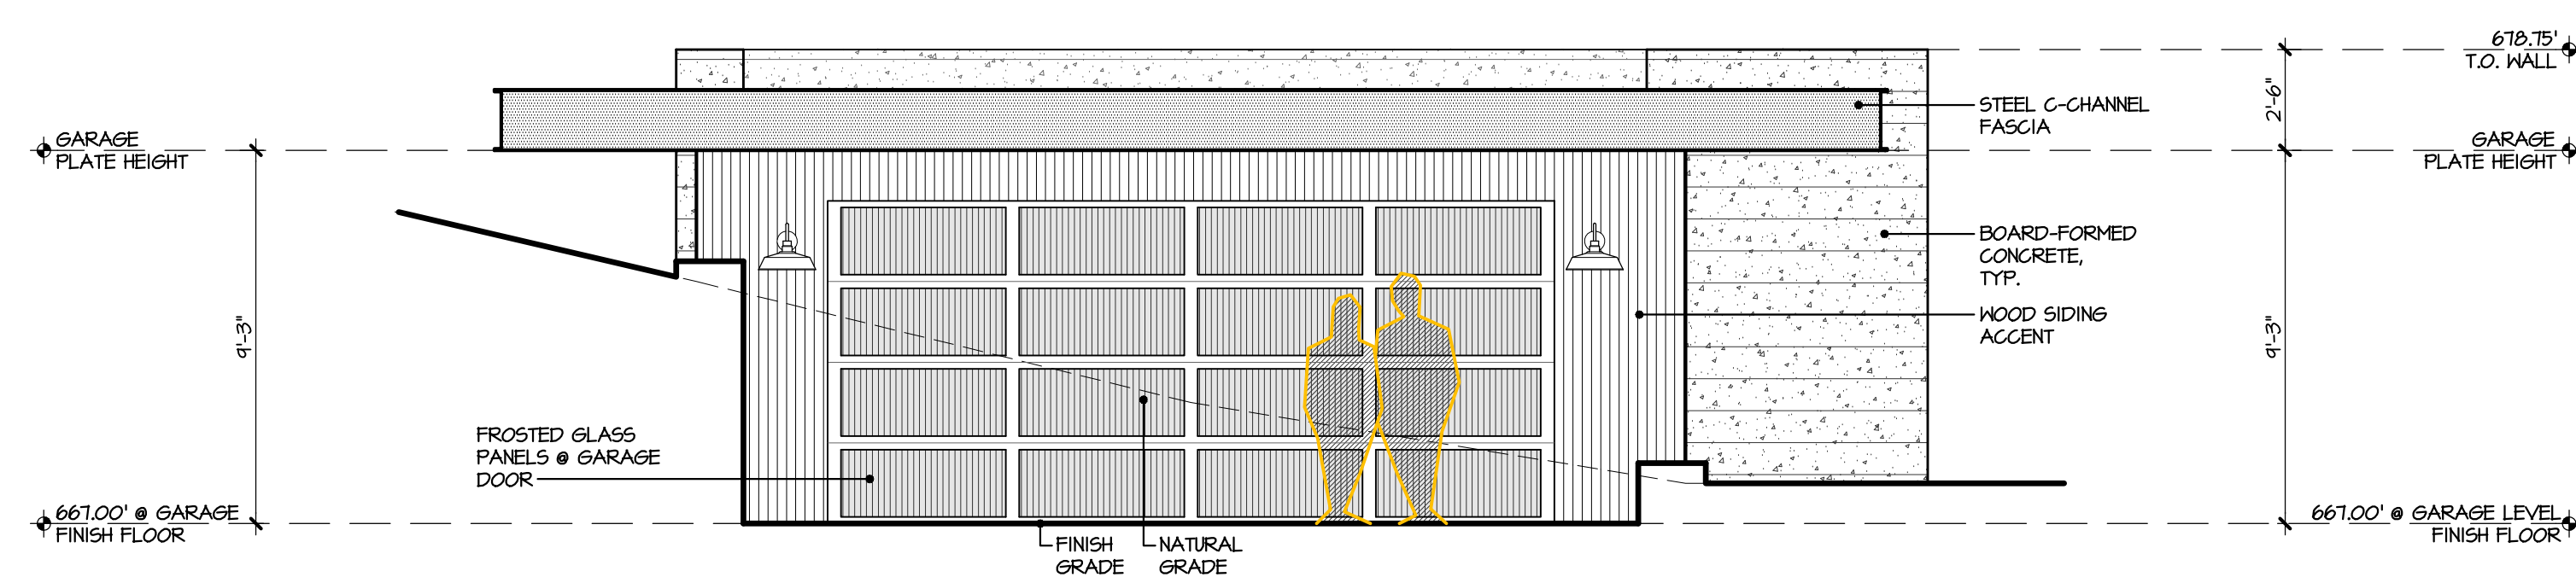 678.75'
T.O. WALL
2'-6"
STEEL C-CHANNEL
FASCIA
GARAGE
PLATE HEIGHT
GARAGE
PLATE HEIGHT
BOARD-FORMED
CONCRETE,
TYP.
WOOD SIDING
ACCENT
9'-3"
9'-3"
FROSTED GLASS
PANELS @ GARAGE
DOOR
667.00' @ GARAGE
FINISH FLOOR
667.00' @ GARAGE LEVEL
FINISH FLOOR
FINISH
GRADE
NATURAL
GRADE